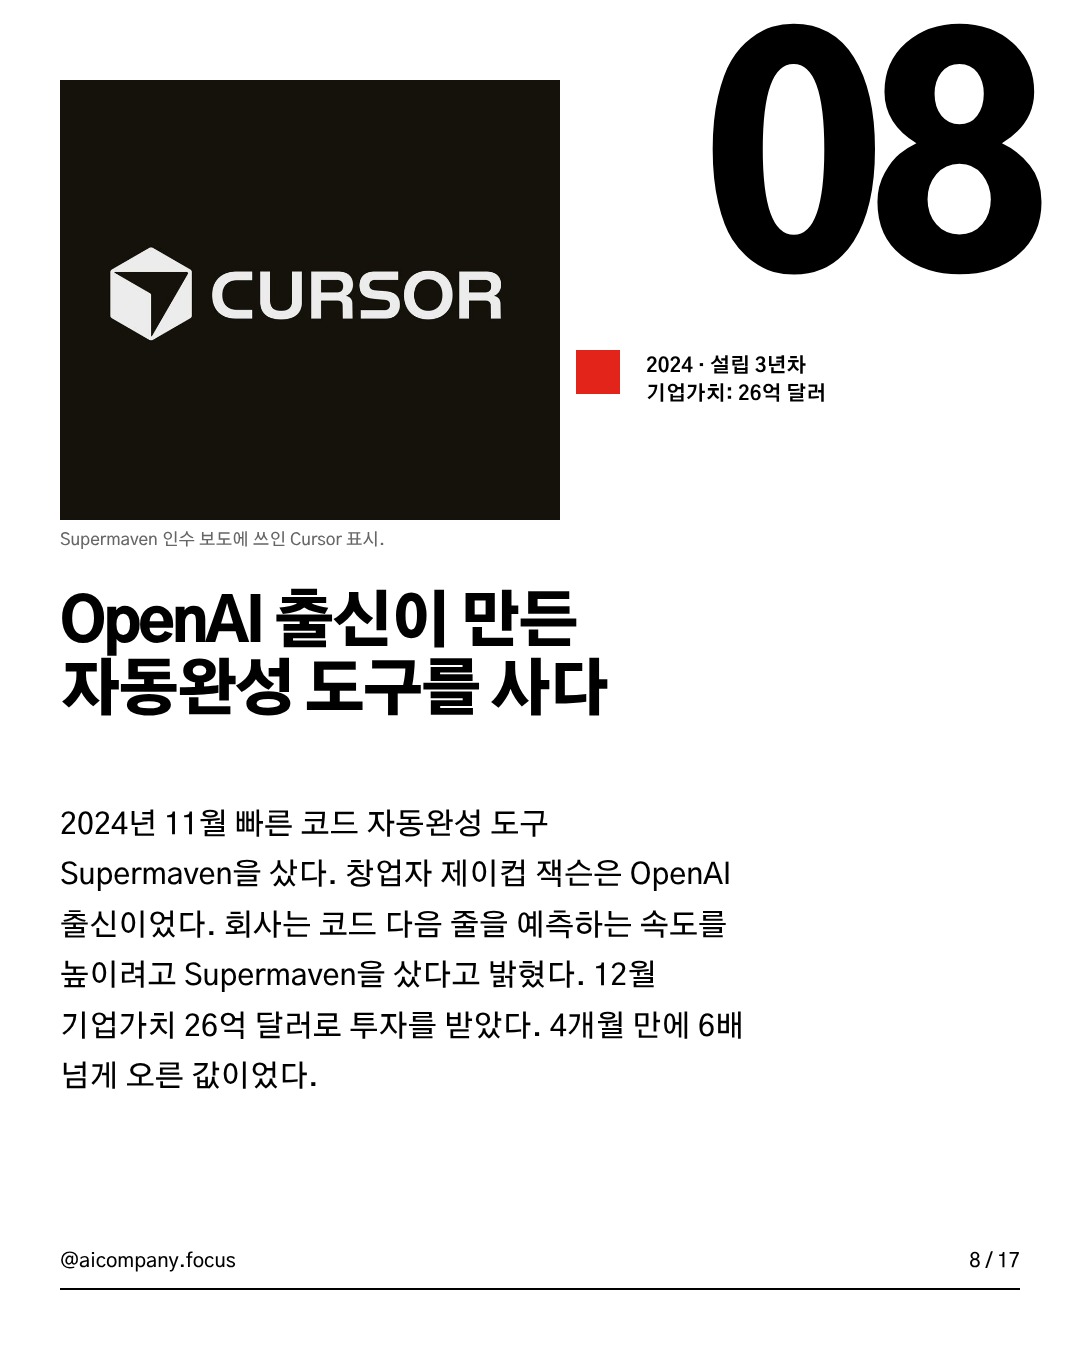 08
CURSOR
2024 · 설립 3년차
기업가치: 26억 달러
Supermaven 인수 보도에 쓰인 Cursor 표시.
OpenAI 출신이 만든
자동완성 도구를 사다
2024년 11월 빠른 코드 자동완성 도구
Supermaven을 샀다. 창업자 제이컵 잭슨은 OpenAI
출신이었다. 회사는 코드 다음 줄을 예측하는 속도를
높이려고 Supermaven을 샀다고 밝혔다. 12월
기업가치 26억 달러로 투자를 받았다. 4개월 만에 6배
넘게 오른 값이었다.
@aicompany.focus
8 / 17